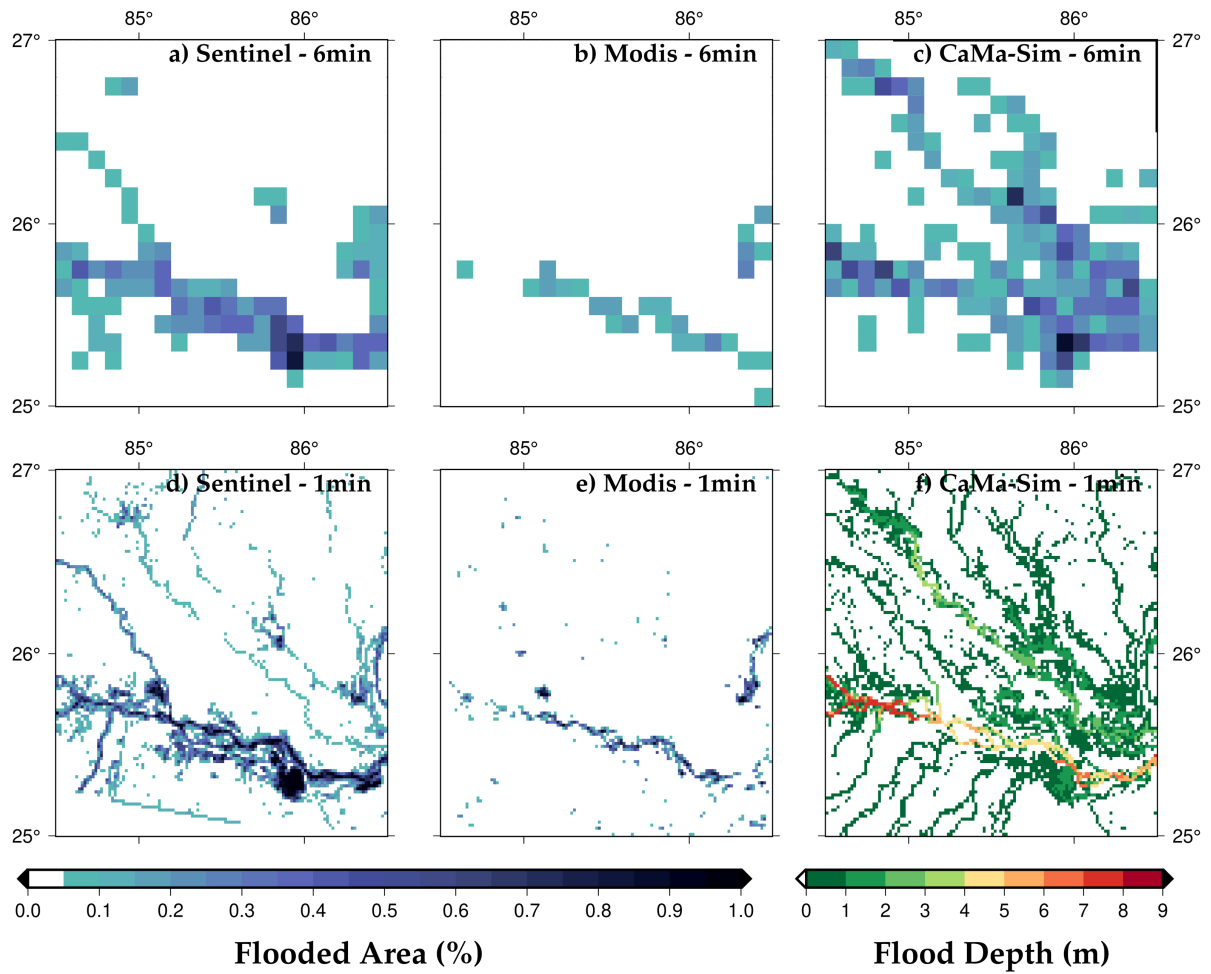 85° 86° 85° 86° 85° 86°
27° a) Sentinel - 6min b) Modis - 6min c) CaMa-Sim - 6min 27°
26° 26°
25° 25°
85° 86° 85° 86° 85° 86°
27° d) Sentinel - 1min e) Modis - 1min f) CaMa-Sim - 1min 27°
26° 26°
25° 25°
0.0 0.1 0.2 0.3 0.4 0.5 0.6 0.7 0.8 0.9 1.0 0 1 2 3 4 5 6 7 8 9
Flooded Area (%) Flood Depth (m)